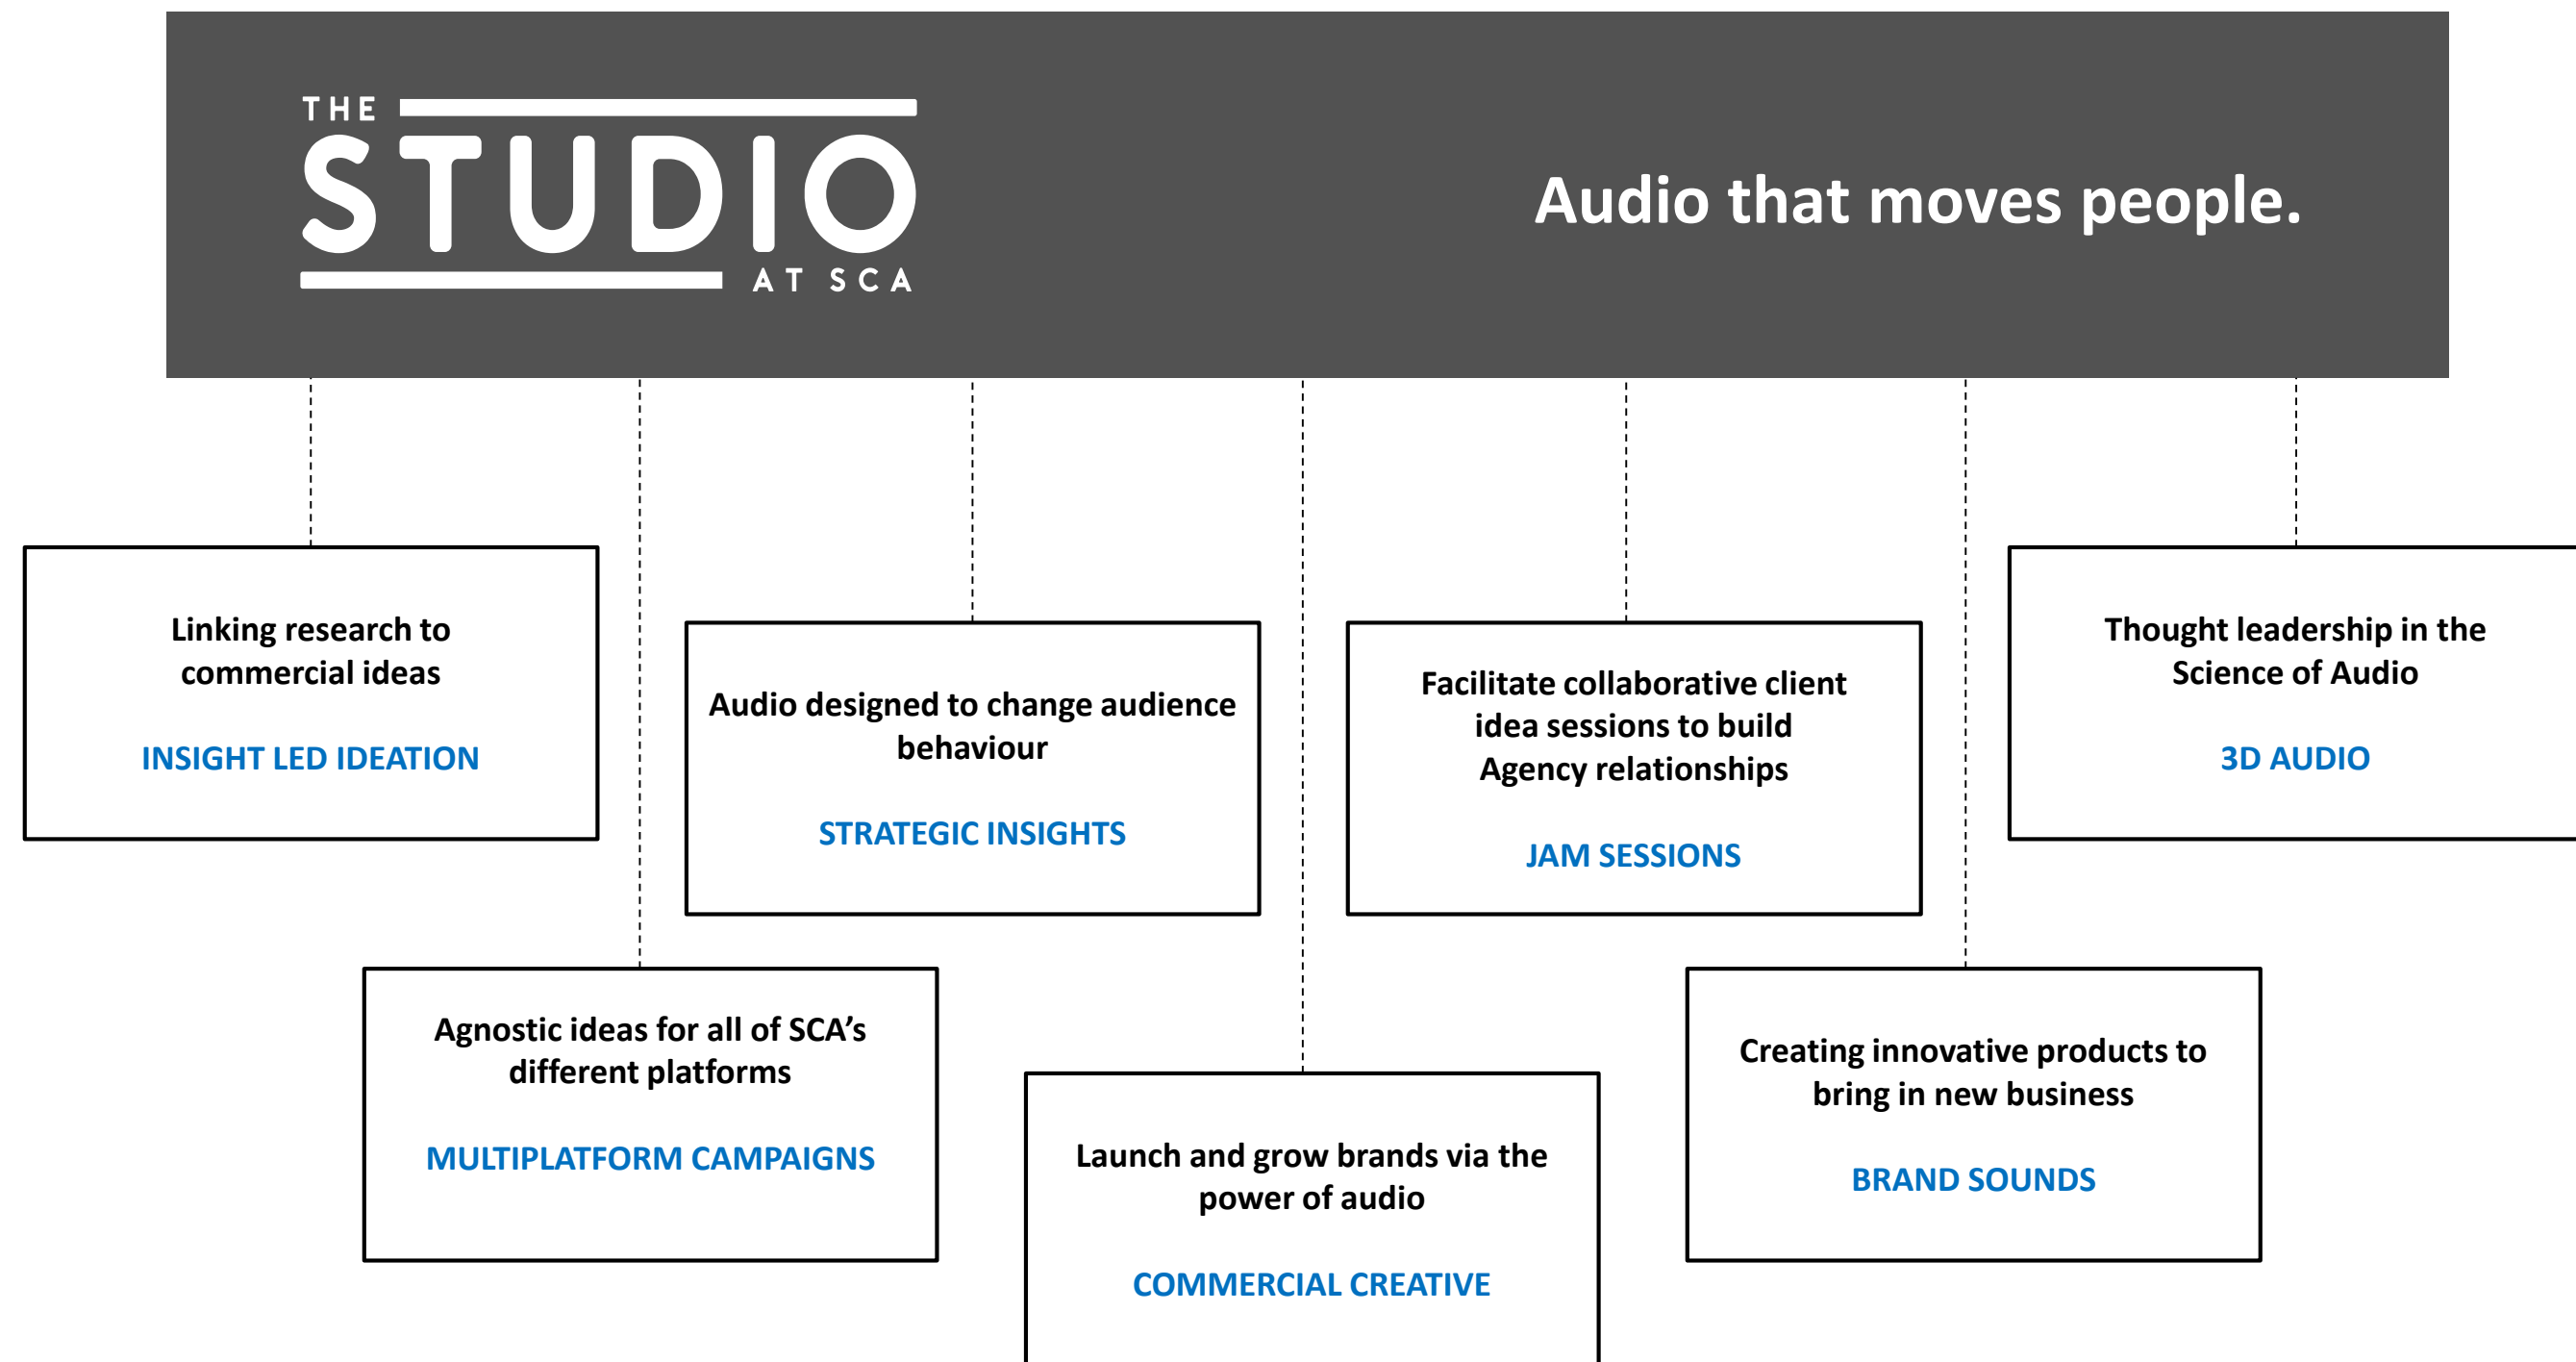 THE
STUDIO
AT SCA
Audio that moves people.
Linking research to
commercial ideas
INSIGHT LED IDEATION
Agnostic ideas for all of SCA’s
different platforms
MULTIPLATFORM CAMPAIGNS
Audio designed to change audience
behaviour
STRATEGIC INSIGHTS
Launch and grow brands via the
power of audio
COMMERCIAL CREATIVE
Facilitate collaborative client
idea sessions to build
Agency relationships
JAM SESSIONS
Creating innovative products to
bring in new business
BRAND SOUNDS
Thought leadership in the
Science of Audio
3D AUDIO